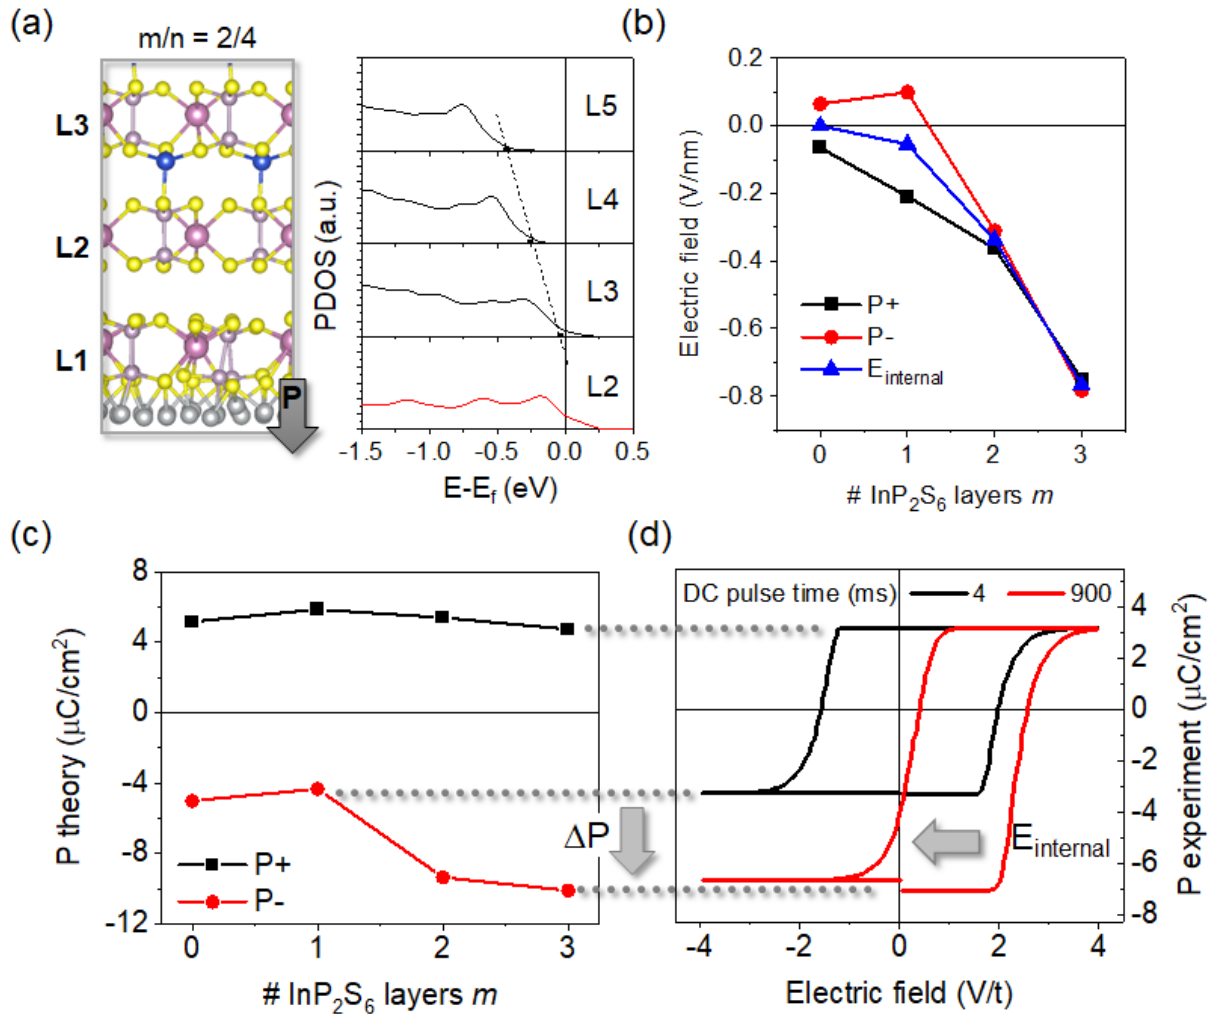 (a)
m/n = 2/4
L3
L2
L1
P
PDOS (a.u.)
L5
L4
L3
L2
-1.5 -1.0 -0.5 0.0 0.5
E-Ef (eV)
(b)
Electric field (V/nm)
0.2
0.0
-0.2
-0.4
-0.6
-0.8
P+
P-
Einternal
0 1 2 3
# InP2S6 layers m
(c)
P theory (μC/cm²)
8
4
0
-4
-8
-12
P+
P-
ΔP
0 1 2 3
# InP2S6 layers m
(d)
DC pulse time (ms) 4 900
Einternal
4
2
0
-2
-4
-6
-8
P experiment (μC/cm²)
-4 -2 0 2 4
Electric field (V/t)